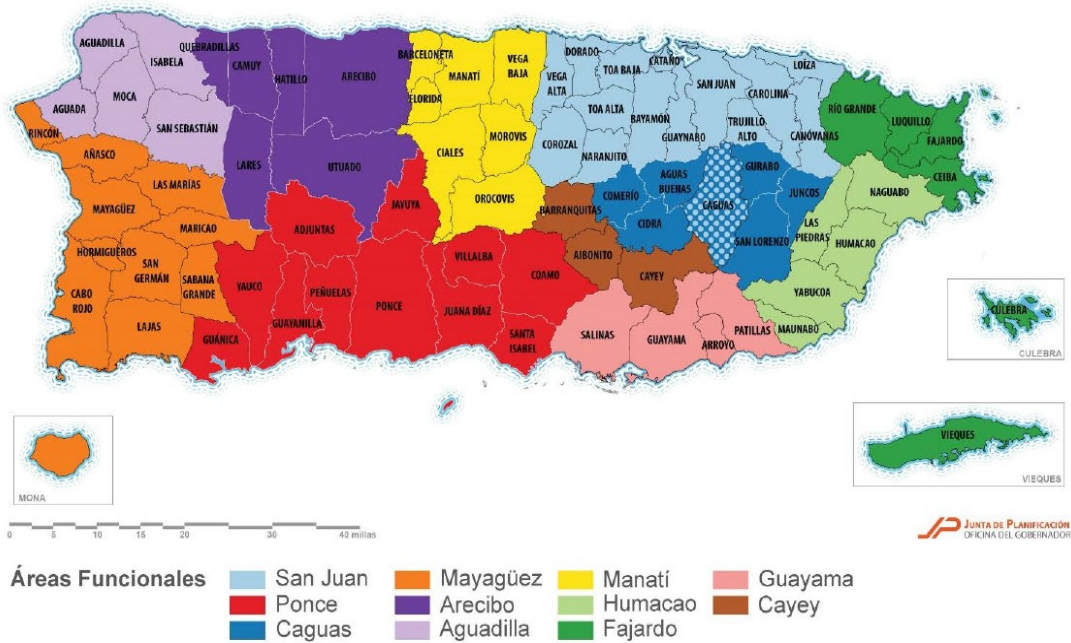 AGUADILLA
ISABELA
QUEBRADILLAS
CAMUY
HATILLO
ARECIBO
BARCELONETA
MANATÍ
VEGA
BAJA
FLORIDA
VEGA
ALTA
DORADO
TOA BAJA
CATAÑO
SAN JUAN
LOÍZA
CAROLINA
AGUADA
MOCA
SAN SEBASTIÁN
TOA ALTA
BAYAMÓN
GUAYNABO
TRUJILLO
ALTO
CANÓVANAS
RÍO GRANDE
LUQUILLO
FAJARDO
CEIBA
RINCÓN
AÑASCO
LARES
UTUADO
CIALES
MOROVIS
COROZAL
NARANJITO
LAS MARÍAS
MAYAGÜEZ
MARICAO
ADJUNTAS
JAYUYA
OROCOVIS
BARRANQUITAS
COMERÍO
AGUAS
BUENAS
CIDRA
CAGUAS
GURABO
JUNCOS
SAN LORENZO
LAS
PIEDRAS
NAGUABO
HUMACAO
HORMIGUEROS
SAN
GERMÁN
SABANA
GRANDE
CABO
ROJO
LAJAS
YAUCO
GUÁNICA
GUAYANILLA
PEÑUELAS
PONCE
VILLALBA
JUANA DÍAZ
COAMO
SANTA
ISABEL
AIBONITO
CAYEY
SALINAS
GUAYAMA
ARROYO
PATILLAS
YABUCOA
MAUNABO
CULEBRA
CULEBRA
VIEQUES
VIEQUES
MONA
0 5 10 15 20 30 40 millas
JP JUNTA DE PLANIFICACIÓN
OFICINA DEL GOBERNADOR
Áreas Funcionales
San Juan
Ponce
Caguas
Mayagüez
Arecibo
Aguadilla
Manatí
Humacao
Fajardo
Guayama
Cayey